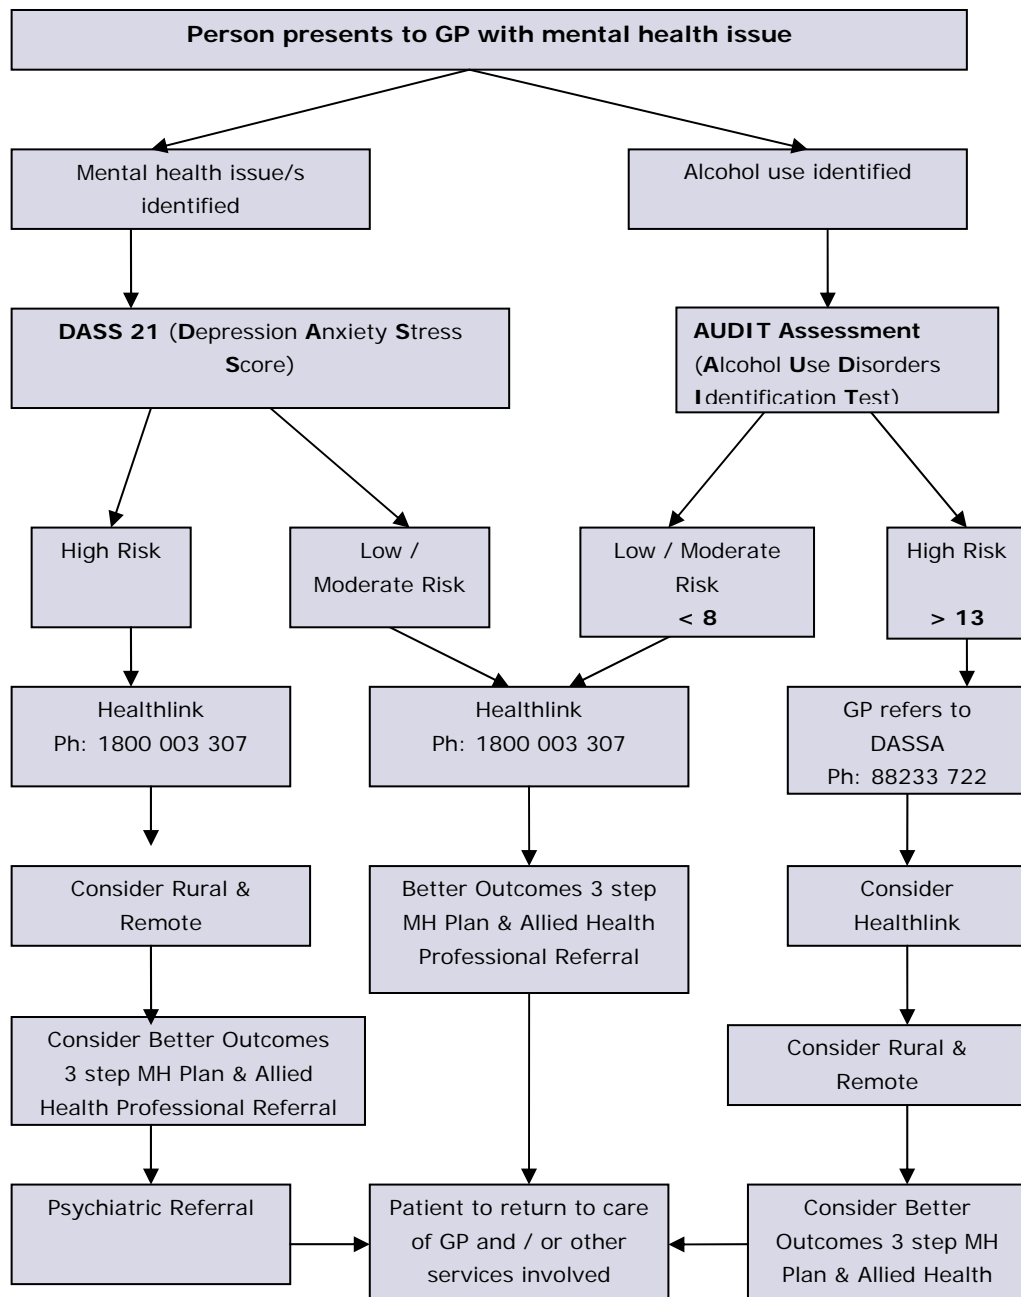 Person presents to GP with mental health issue
Mental health issue/s
identified
Alcohol use identified
DASS 21 (Depression Anxiety Stress
Score)
AUDIT Assessment
(Alcohol Use Disorders
Identification Test)
High Risk
Low /
Moderate Risk
Low / Moderate
Risk
< 8
High Risk
> 13
Healthlink
Ph: 1800 003 307
Healthlink
Ph: 1800 003 307
GP refers to
DASSA
Ph: 88233 722
Consider Rural &
Remote
Better Outcomes 3 step
MH Plan & Allied Health
Professional Referral
Consider
Healthlink
Consider Better Outcomes
3 step MH Plan & Allied
Health Professional Referral
Consider Rural &
Remote
Psychiatric Referral
Patient to return to care
of GP and / or other
services involved
Consider Better
Outcomes 3 step MH
Plan & Allied Health